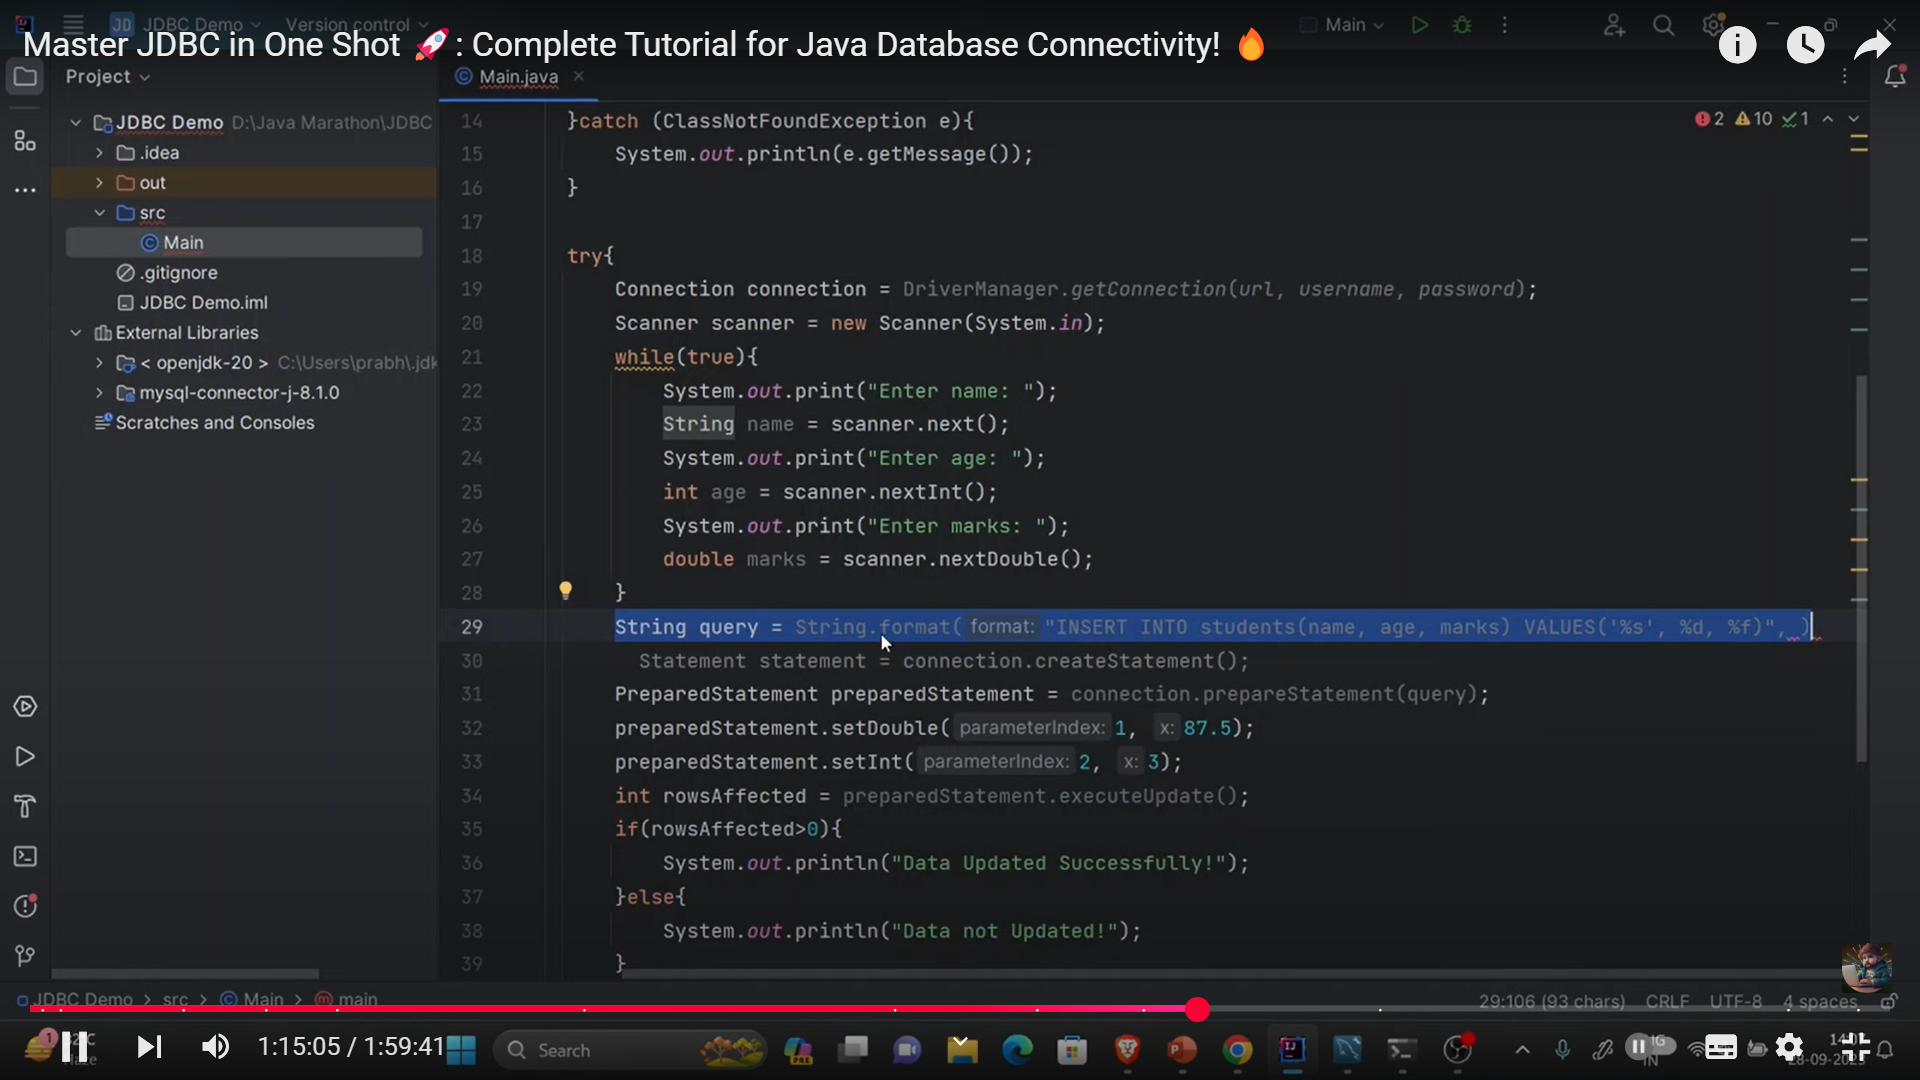 JD JDBC Demo Version control Main
Master JDBC in One Shot 🚀: Complete Tutorial for Java Database Connectivity! 🔥
Project
Main.java
JDBC Demo D:\Java Marathon\JDBC
.idea
out
src
Main
.gitignore
JDBC Demo.iml
External Libraries
< openjdk-20 > C:\Users\prabh\.jdk
mysql-connector-j-8.1.0
Scratches and Consoles
2 10 1
14 }catch (ClassNotFoundException e){
15 System.out.println(e.getMessage());
16 }
17
18 try{
19 Connection connection = DriverManager.getConnection(url, username, password);
20 Scanner scanner = new Scanner(System.in);
21 while(true){
22 System.out.print("Enter name: ");
23 String name = scanner.next();
24 System.out.print("Enter age: ");
25 int age = scanner.nextInt();
26 System.out.print("Enter marks: ");
27 double marks = scanner.nextDouble();
28 }
29 String query = String.format( format: "INSERT INTO students(name, age, marks) VALUES('%s', %d, %f)", )
30 Statement statement = connection.createStatement();
31 PreparedStatement preparedStatement = connection.prepareStatement(query);
32 preparedStatement.setDouble( parameterIndex: 1, x: 87.5);
33 preparedStatement.setInt( parameterIndex: 2, x: 3);
34 int rowsAffected = preparedStatement.executeUpdate();
35 if(rowsAffected>0){
36 System.out.println("Data Updated Successfully!");
37 }else{
38 System.out.println("Data not Updated!");
39 }
JDBC Demo > src > Main > main
29:106 (93 chars) CRLF UTF-8 4 spaces
1:15:05 / 1:59:41
Search
PRE
IN